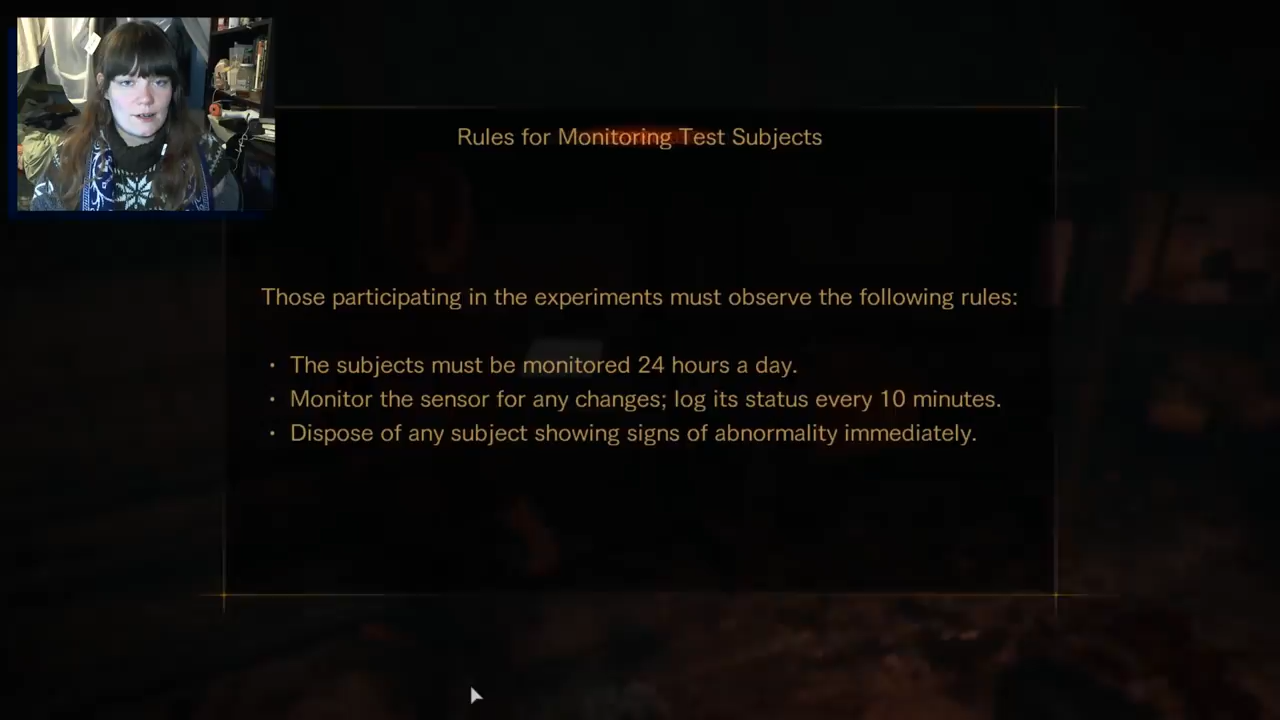 Rules for Monitoring Test Subjects
Those participating in the experiments must observe the following rules:
・ The subjects must be monitored 24 hours a day.
・ Monitor the sensor for any changes; log its status every 10 minutes.
・ Dispose of any subject showing signs of abnormality immediately.